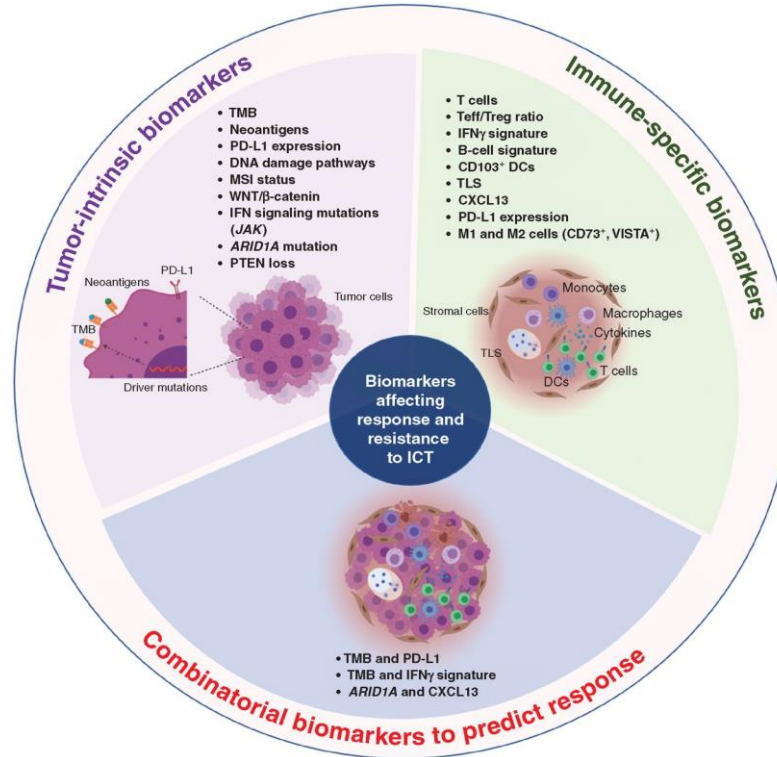 Tumor-intrinsic biomarkers
• TMB
• Neoantigens
• PD-L1 expression
• DNA damage pathways
• MSI status
• WNT/β-catenin
• IFN signaling mutations
(JAK)
• ARID1A mutation
• PTEN loss
PD-L1
Neoantigens
TMB
Driver mutations
Tumor cells
Immune-specific biomarkers
• T cells
• Teff/Treg ratio
• IFNγ signature
• B-cell signature
• CD103⁺ DCs
• TLS
• CXCL13
• PD-L1 expression
• M1 and M2 cells (CD73⁺, VISTA⁺)
Monocytes
Stromal cells
Macrophages
Cytokines
TLS
T cells
DCs
Biomarkers
affecting
response and
resistance
to ICT
• TMB and PD-L1
• TMB and IFNγ signature
• ARID1A and CXCL13
Combinatorial biomarkers to predict response